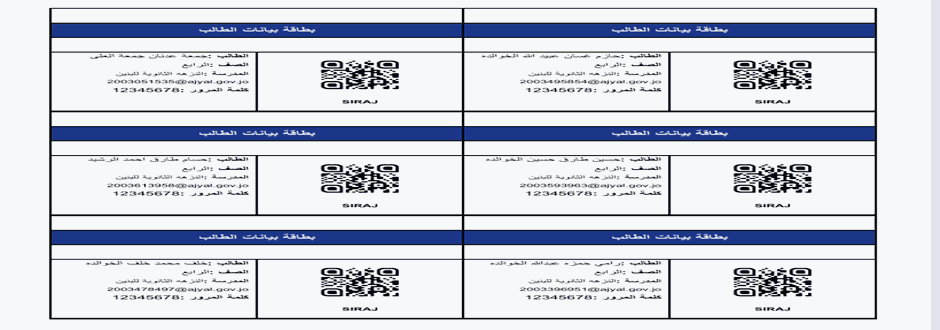 بطاقة بيانات الطالب
الطالب :حازم غسان عبيد الله الخوالده
الصف :الرابع
المدرسة :النزهه الثانوية للبنين
2003495854@ajyal.gov.jo
كلمة المرور :12345678
SIRAJ
بطاقة بيانات الطالب
الطالب :جمعة عدنان جمعة العلي
الصف :الرابع
المدرسة :النزهه الثانوية للبنين
2003051535@ajyal.gov.jo
كلمة المرور :12345678
SIRAJ
بطاقة بيانات الطالب
الطالب :حسين طارق حسين الخوالده
الصف :الرابع
المدرسة :النزهه الثانوية للبنين
2003593963@ajyal.gov.jo
كلمة المرور :12345678
SIRAJ
بطاقة بيانات الطالب
الطالب :حسام طارق احمد الرشيد
الصف :الرابع
المدرسة :النزهه الثانوية للبنين
2003613958@ajyal.gov.jo
كلمة المرور :12345678
SIRAJ
بطاقة بيانات الطالب
الطالب :رامي حمزه عبدالله الخوالده
الصف :الرابع
المدرسة :النزهه الثانوية للبنين
2003396951@ajyal.gov.jo
كلمة المرور :12345678
SIRAJ
بطاقة بيانات الطالب
الطالب :خلف محمد خلف الخوالده
الصف :الرابع
المدرسة :النزهه الثانوية للبنين
2003478497@ajyal.gov.jo
كلمة المرور :12345678
SIRAJ